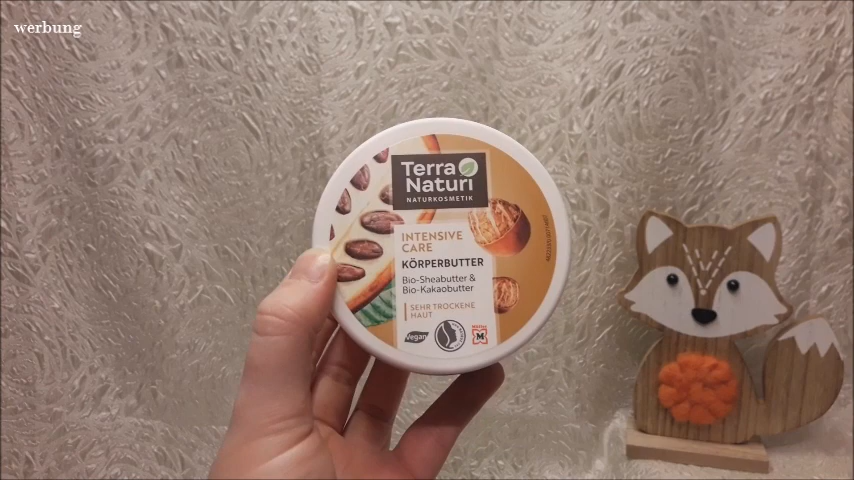 werbung
Terra
Naturi
NATURKOSMETIK
INTENSIVE
CARE
KÖRPERBUTTER
Bio-Sheabutter &
Bio-Kakaobutter
SEHR TROCKENE
HAUT
Vegan
M